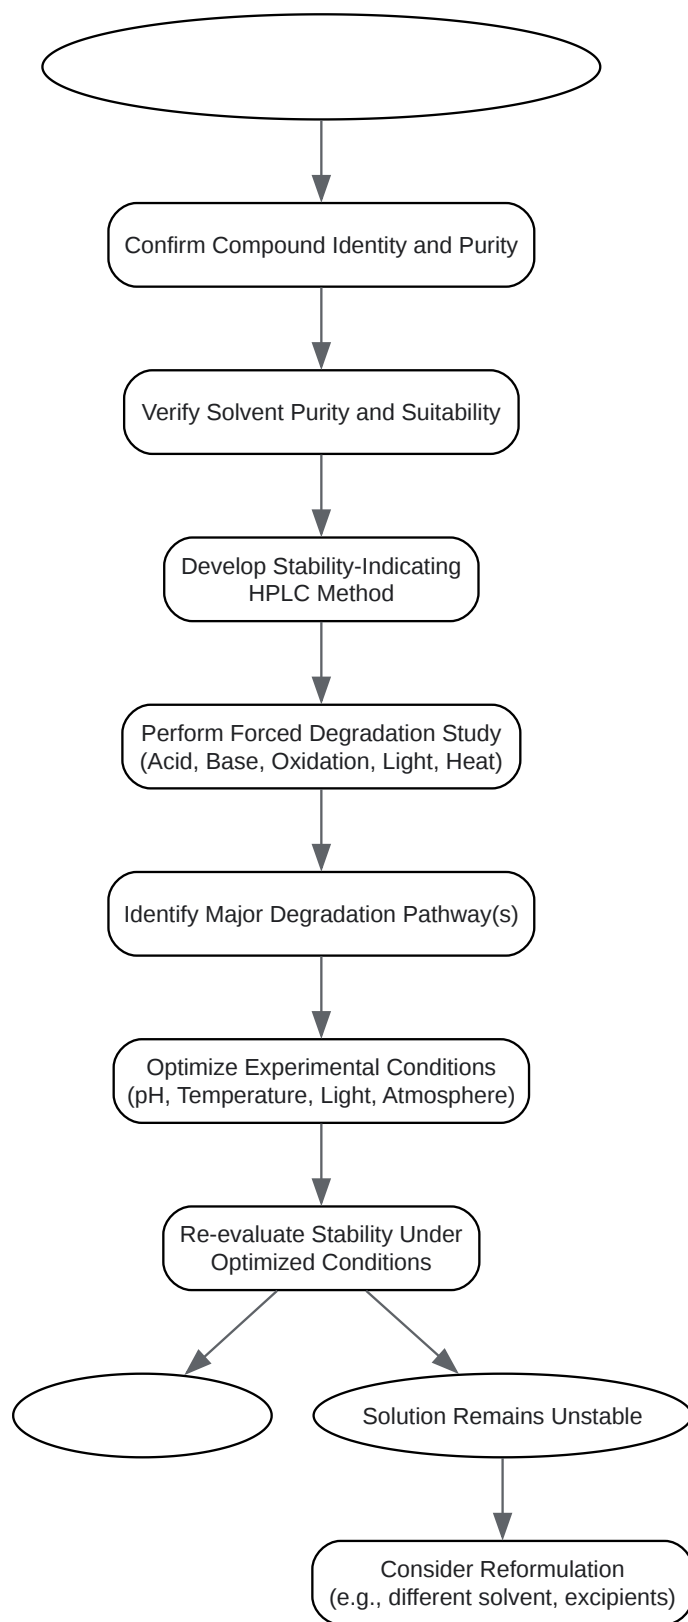 Confirm Compound Identity and Purity
Verify Solvent Purity and Suitability
Develop Stability-Indicating
HPLC Method
Perform Forced Degradation Study
(Acid, Base, Oxidation, Light, Heat)
Identify Major Degradation Pathway(s)
Optimize Experimental Conditions
(pH, Temperature, Light, Atmosphere)
Re-evaluate Stability Under
Optimized Conditions
Solution Remains Unstable
Consider Reformulation
(e.g., different solvent, excipients)